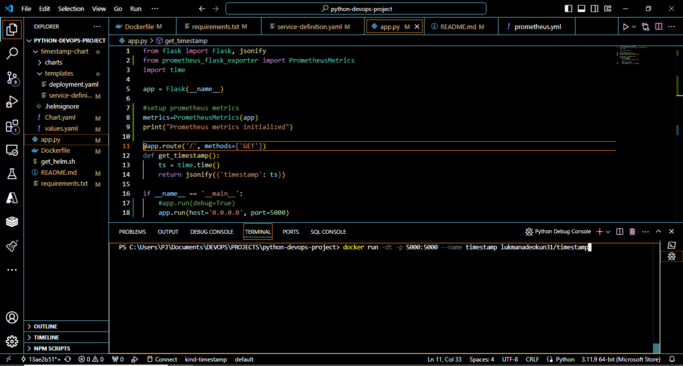 File Edit Selection View Go Run ... python-devops-project
EXPLORER
PYTHON-DEVOPS-PROJECT
timestamp-chart
charts
templates
deployment.yaml
service-defini... M
.helmignore
Chart.yaml M
values.yaml M
app.py M
Dockerfile M
get_helm.sh
README.md M
requirements.txt M
OUTLINE
TIMELINE
NPM SCRIPTS
Dockerfile M requirements.txt M service-definition.yaml M app.py M README.md M prometheus.yml
app.py > get_timestamp
1 from flask import Flask, jsonify
2 from prometheus_flask_exporter import PrometheusMetrics
3 import time
4
5 app = Flask(__name__)
6
7 #setup prometheus metrics
8 metrics=PrometheusMetrics(app)
9 print("Prometheus metrics initialized")
10
11 @app.route('/', methods=['GET'])
12 def get_timestamp():
13 ts = time.time()
14 return jsonify({'timestamp': ts})
15
16 if __name__ == '__main__':
17 #app.run(debug=True)
18 app.run(host='0.0.0.0', port=5000)
PROBLEMS OUTPUT DEBUG CONSOLE TERMINAL PORTS SQL CONSOLE Python Debug Console
PS C:\Users\PJ\Documents\DEVOPS\PROJECTS\python-devops-project> docker run -dt -p 5000:5000 --name timestamp lukmanadeokun31/timestamp
13ae2b51*+ 0 0 0 Connect kind-timestamp default Ln 11, Col 33 Spaces: 4 UTF-8 CRLF Python 3.11.9 64-bit (Microsoft Store)